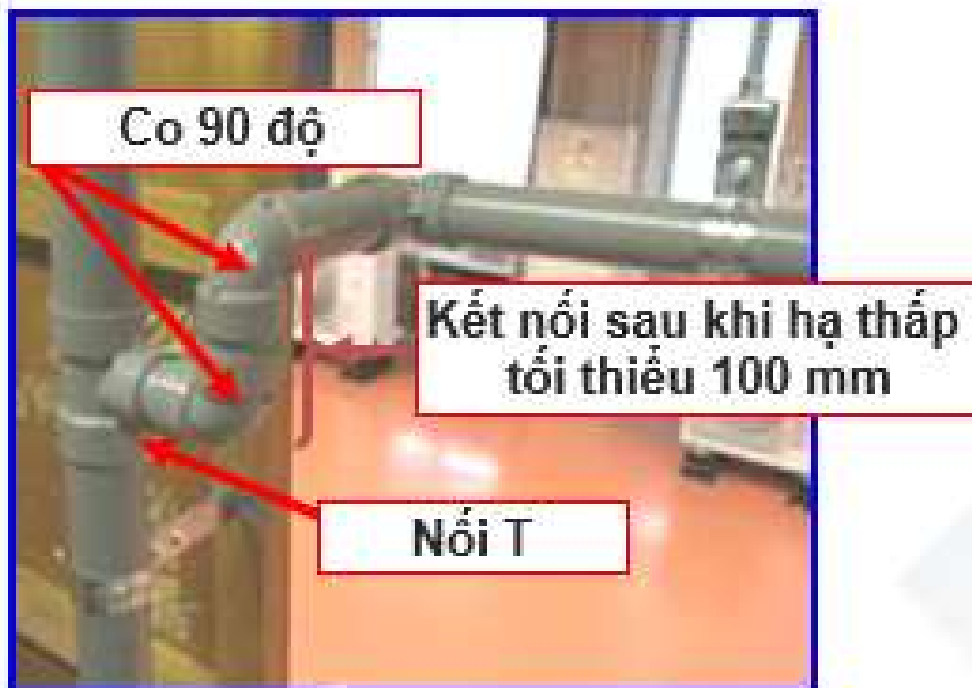 Co 90 độ
Kết nối sau khi hạ thấp
tối thiểu 100 mm
Nối T